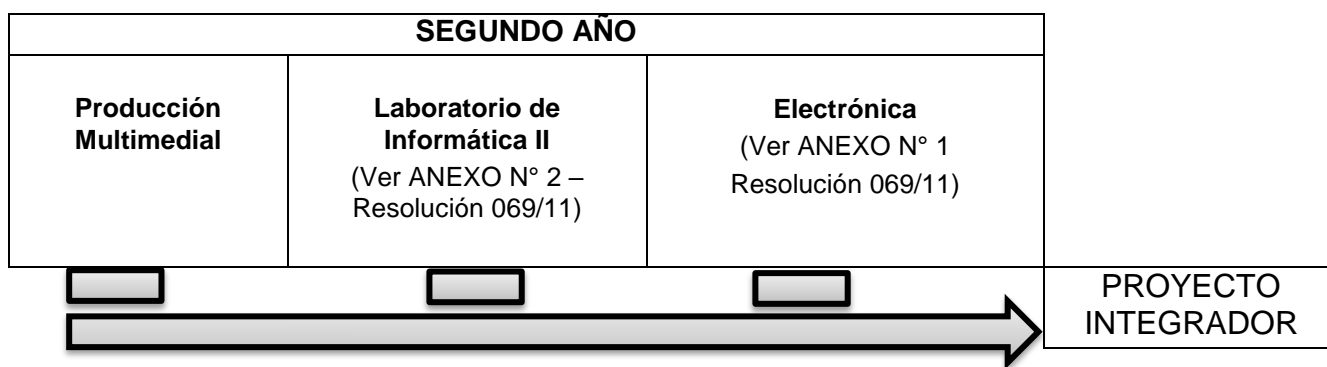 SEGUNDO AÑO
Producción
Multimedial
Laboratorio de
Informática II
(Ver ANEXO N° 2 –
Resolución 069/11)
Electrónica
(Ver ANEXO N° 1
Resolución 069/11)
PROYECTO
INTEGRADOR